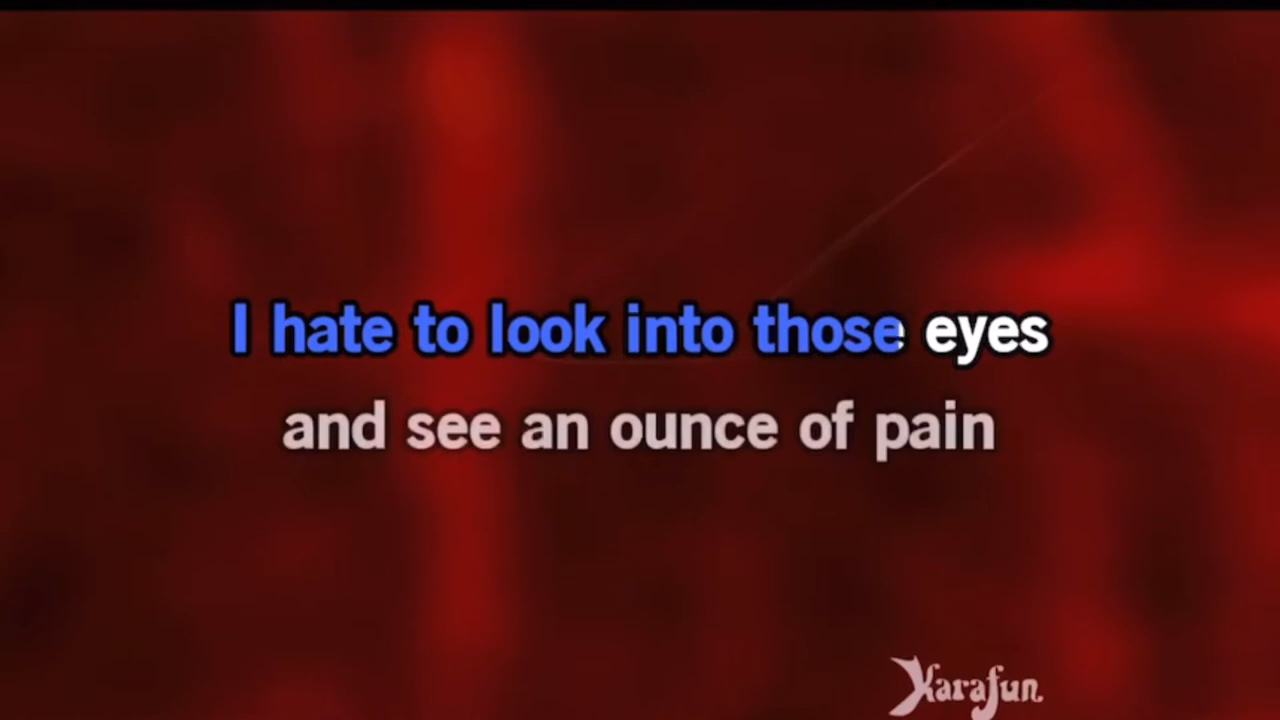 I hate to look into those eyes
and see an ounce of pain
Karafun